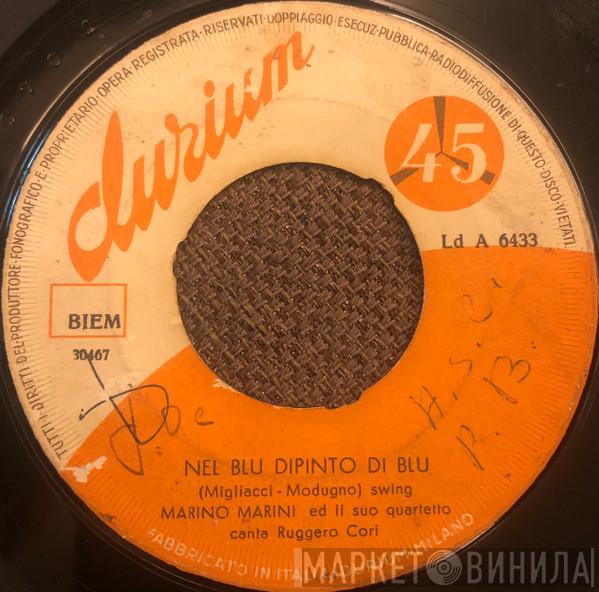 TUTTI I DIRITTI DEL PRODUTTORE FONOGRAFICO E PROPRIETARIO OPERA REGISTRATA - RISERVATI - DOPPIAGGIO - ESECUZ. PUBBLICA - RADIODIFFUSIONE DI QUESTO DISCO VIETATI
durium
45
Ld A 6433
BIEM
30467
H. S. C.
P. B.
NEL BLU DIPINTO DI BLU
(Migliacci - Modugno) swing
MARINO MARINI ed il suo quartetto
canta Ruggero Cori
FABBRICATO IN ITALIA DURIUM - MILANO
МАРКЕТ ВИНИЛА